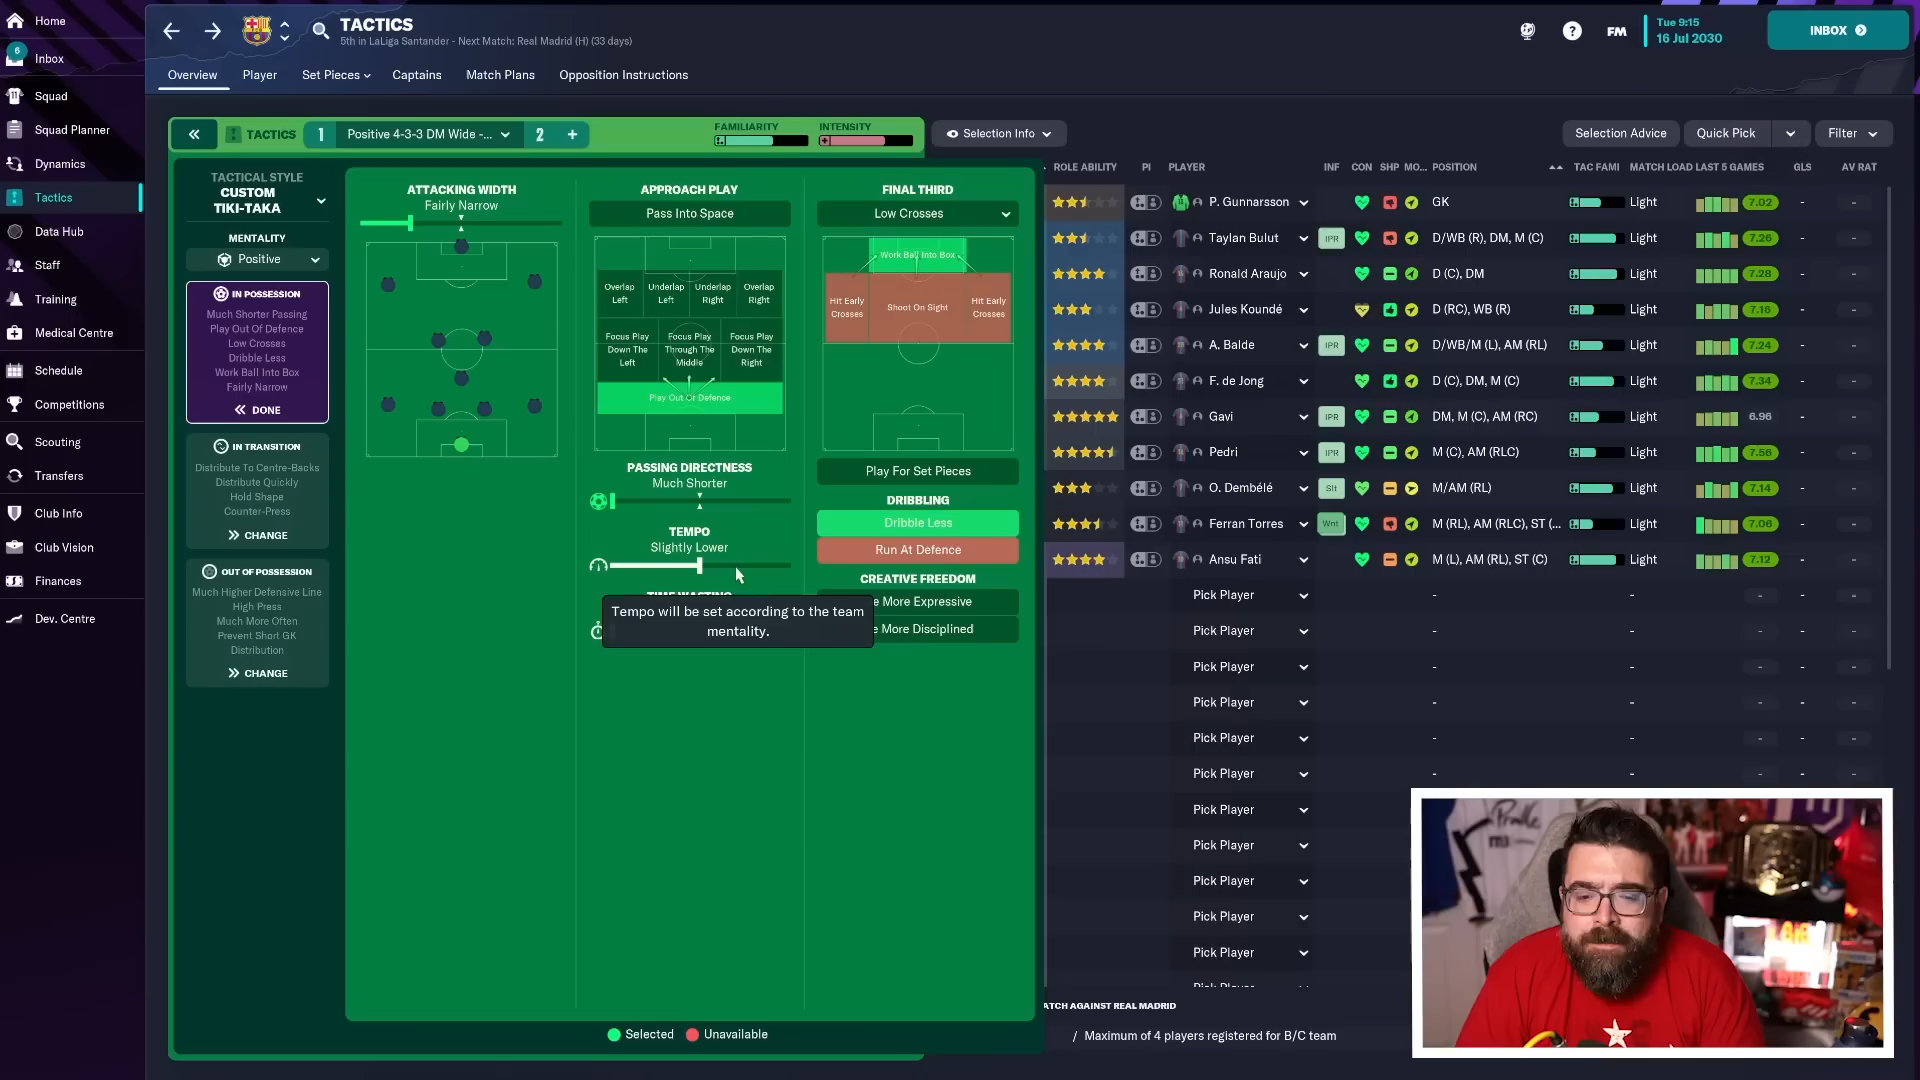 Home
6
Inbox
Squad
Squad Planner
Dynamics
Tactics
Data Hub
Staff
Training
Medical Centre
Schedule
Competitions
Scouting
Transfers
Club Info
Club Vision
Finances
Dev. Centre
TACTICS
5th in LaLiga Santander - Next Match: Real Madrid (H) (33 days)
FM
Tue 9:15
16 Jul 2030
INBOX
Overview
Player
Set Pieces
Captains
Match Plans
Opposition Instructions
TACTICS
1
Positive 4-3-3 DM Wide -...
2
+
FAMILIARITY
INTENSITY
Selection Info
Selection Advice
Quick Pick
Filter
TACTICAL STYLE
CUSTOM
TIKI-TAKA
MENTALITY
Positive
IN POSSESSION
Much Shorter Passing
Play Out Of Defence
Low Crosses
Dribble Less
Work Ball Into Box
Fairly Narrow
DONE
IN TRANSITION
Distribute To Centre-Backs
Distribute Quickly
Hold Shape
Counter-Press
CHANGE
OUT OF POSSESSION
Much Higher Defensive Line
High Press
Much More Often
Prevent Short GK
Distribution
CHANGE
ATTACKING WIDTH
Fairly Narrow
APPROACH PLAY
Pass Into Space
Overlap Left
Underlap Left
Underlap Right
Overlap Right
Focus Play Down The Left
Focus Play Through The Middle
Focus Play Down The Right
Play Out Of Defence
PASSING DIRECTNESS
Much Shorter
TEMPO
Slightly Lower
TIME WASTING
Tempo will be set according to the team
mentality.
FINAL THIRD
Low Crosses
Work Ball Into Box
Hit Early Crosses
Shoot On Sight
Hit Early Crosses
Play For Set Pieces
DRIBBLING
Dribble Less
Run At Defence
CREATIVE FREEDOM
e More Expressive
e More Disciplined
Selected
Unavailable
ROLE ABILITY PI PLAYER INF CON SHP MO... POSITION TAC FAMI MATCH LOAD LAST 5 GAMES GLS AV RAT
P. Gunnarsson GK Light 7.02 - -
Taylan Bulut IPR D/WB (R), DM, M (C) Light 7.26 - -
Ronald Araujo D (C), DM Light 7.28 - -
Jules Koundé D (RC), WB (R) Light 7.16 - -
A. Balde IPR D/WB/M (L), AM (RL) Light 7.24 - -
F. de Jong D (C), DM, M (C) Light 7.34 - -
Gavi IPR DM, M (C), AM (RC) Light 6.96 - -
Pedri IPR M (C), AM (RLC) Light 7.56 - -
O. Dembélé Slt M/AM (RL) Light 7.14 - -
Ferran Torres Wnt M (RL), AM (RLC), ST (... Light 7.06 - -
Ansu Fati M (L), AM (RL), ST (C) Light 7.12 - -
Pick Player - - - - -
Pick Player - - - - -
Pick Player - - - - -
Pick Player - - - - -
Pick Player - - - - -
Pick Player - - - - -
Pick Player
Pick Player
Pick Player
Pick Player
Pick Player
Pick Player
ATCH AGAINST REAL MADRID
/ Maximum of 4 players registered for B/C team